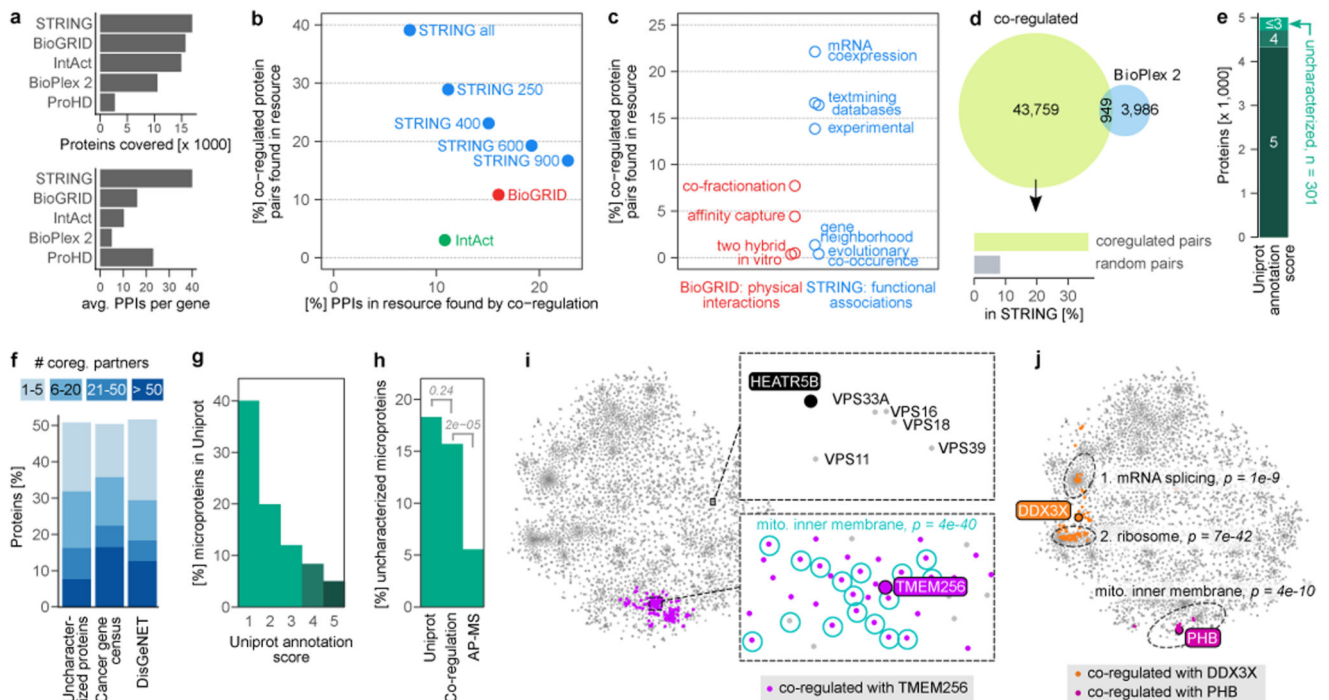 a
STRING
BioGRID
IntAct
BioPlex 2
ProHD
0 5 10 15
Proteins covered [x 1000]
STRING
BioGRID
IntAct
BioPlex 2
ProHD
0 10 20 30 40
avg. PPIs per gene
b
[%] co-regulated protein
pairs found in resource
40
30
20
10
0
STRING all
STRING 250
STRING 400
STRING 600
STRING 900
BioGRID
IntAct
0 10 20
[%] PPIs in resource found by co-regulation
c
[%] co-regulated protein
pairs found in resource
25
20
15
10
5
0
mRNA
coexpression
textmining
databases
experimental
co-fractionation
affinity capture
gene
neighborhood
two hybrid
evolutionary
in vitro
co-occurence
BioGRID: physical
interactions
STRING: functional
associations
d
co-regulated
BioPlex 2
43,759
949
3,986
coregulated pairs
random pairs
0 10 20 30
in STRING [%]
e
Proteins [x 1,000]
5
4
3
2
1
0
≤3
4
5
uncharacterized, n = 301
Uniprot
annotation
score
f
# coreg. partners
1-5 6-20 21-50 > 50
Proteins [%]
50
40
30
20
10
0
Uncharacter-
ized proteins
Cancer gene
census
DisGeNET
g
[%] microproteins in Uniprot
40
30
20
10
0
1 2 3 4 5
Uniprot annotation
score
h
[%] uncharacterized microproteins
20
15
10
5
0
0.24
2e-05
Uniprot
Co-regulation
AP-MS
i
HEATR5B
VPS33A
VPS16
VPS18
VPS39
VPS11
mito. inner membrane, p = 4e-40
TMEM256
co-regulated with TMEM256
j
1. mRNA splicing, p = 1e-9
DDX3X
2. ribosome, p = 7e-42
mito. inner membrane, p = 4e-10
PHB
co-regulated with DDX3X
co-regulated with PHB